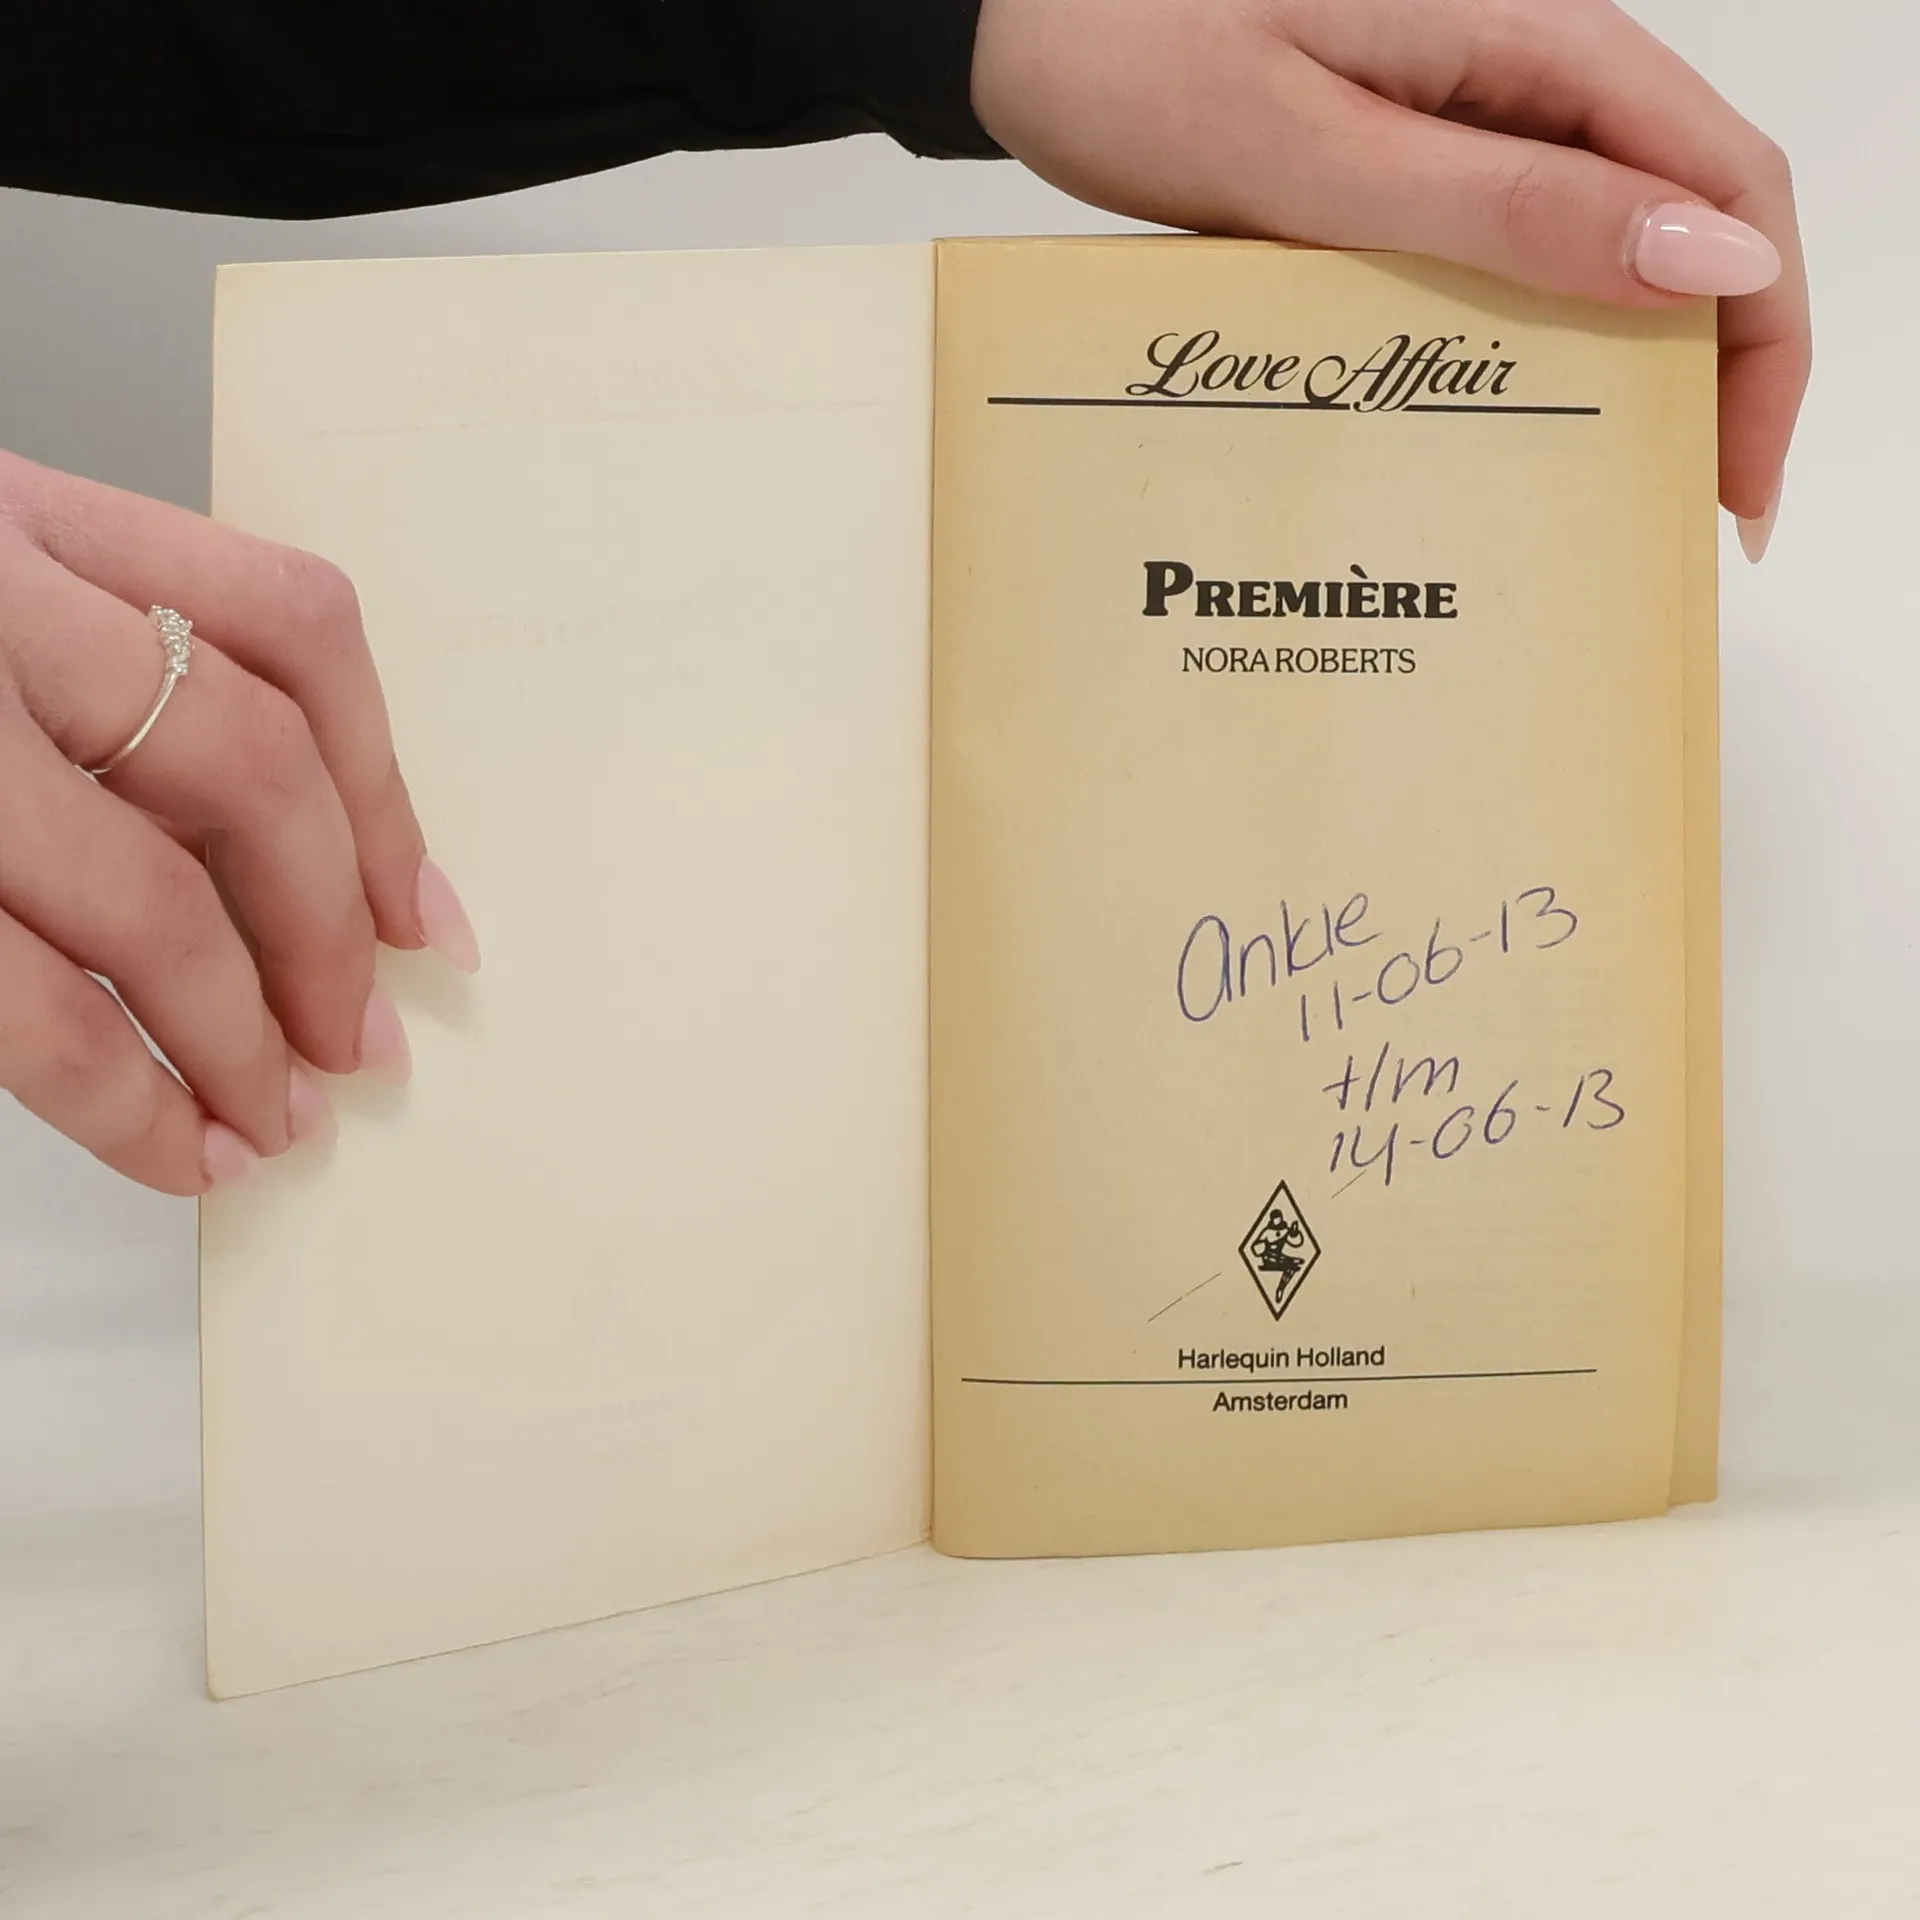 Love Affair
PREMIÈRE
NORA ROBERTS
Ankie
11-06-13
t/m
14-06-13
Harlequin Holland
Amsterdam